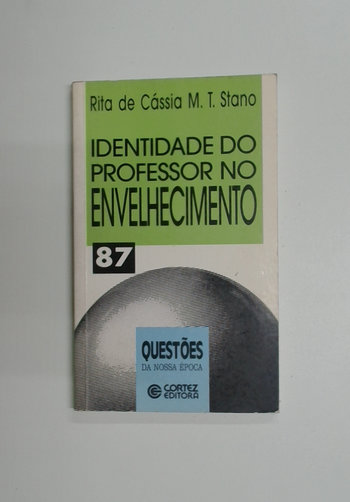 Rita de Cássia M. T. Stano
IDENTIDADE DO
PROFESSOR NO
ENVELHECIMENTO
87
QUESTÕES
DA NOSSA ÉPOCA
CORTEZ
EDITORA